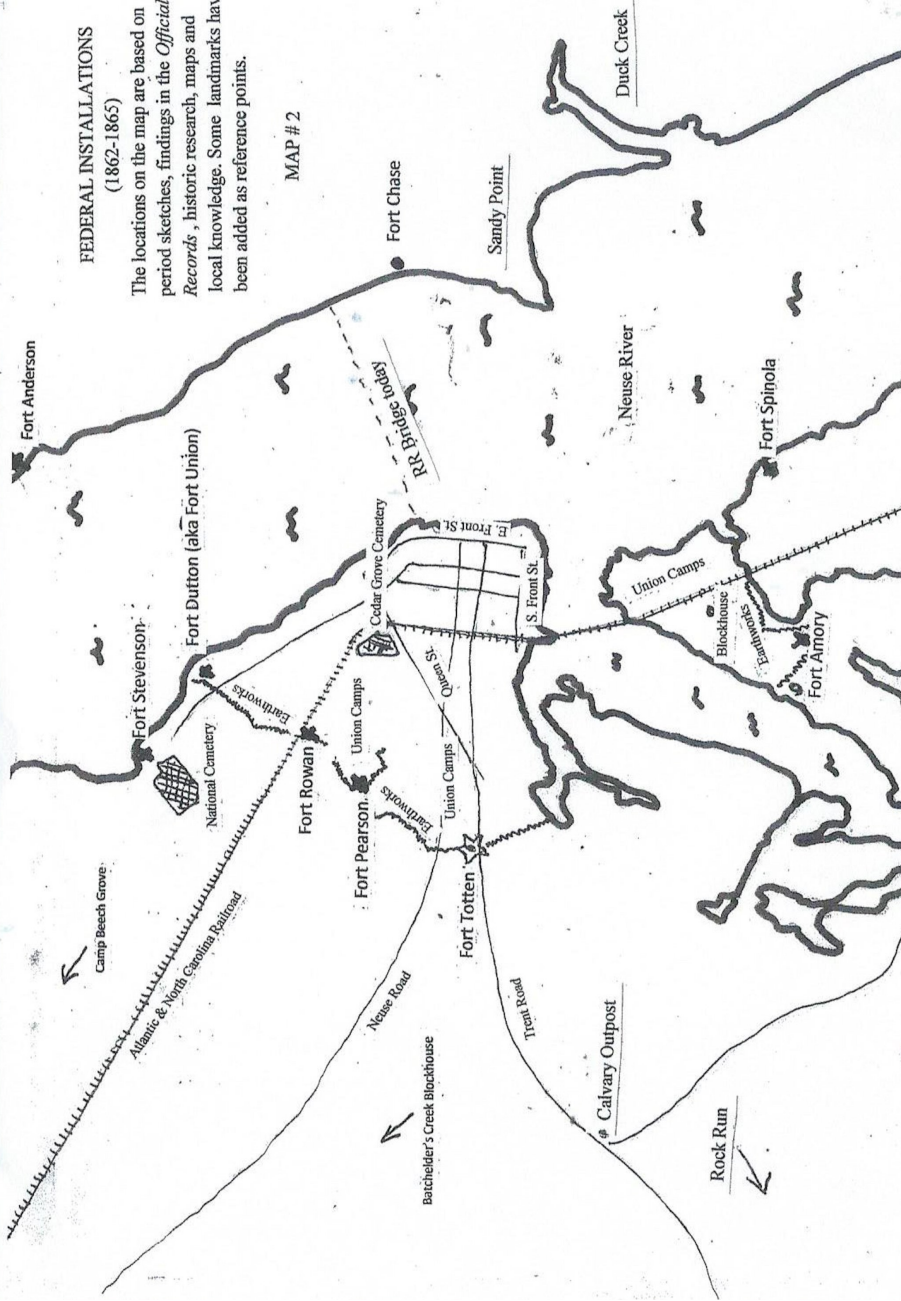 FEDERAL INSTALLATIONS
(1862-1865)
The locations on the map are based on
period sketches, findings in the Official
Records, historic research, maps and
local knowledge. Some landmarks hav
been added as reference points.
MAP # 2
Fort Anderson
Fort Chase
Sandy Point
Duck Creek
RR Bridge today
Neuse River
Fort Spinola
Fort Stevenson
Fort Dutton (aka Fort Union)
Cedar Grove Cemetery
E. Front St.
S. Front St.
Queen St.
National Cemetery
Earthworks
Fort Rowan
Union Camps
Fort Pearson
Earthworks
Union Camps
Fort Totten
Union Camps
Blockhouse
Earthworks
Fort Amory
Camp Beech Grove
Atlantic & North Carolina Railroad
Neuse Road
Trent Road
Batchelder's Creek Blockhouse
Calvary Outpost
Rock Run